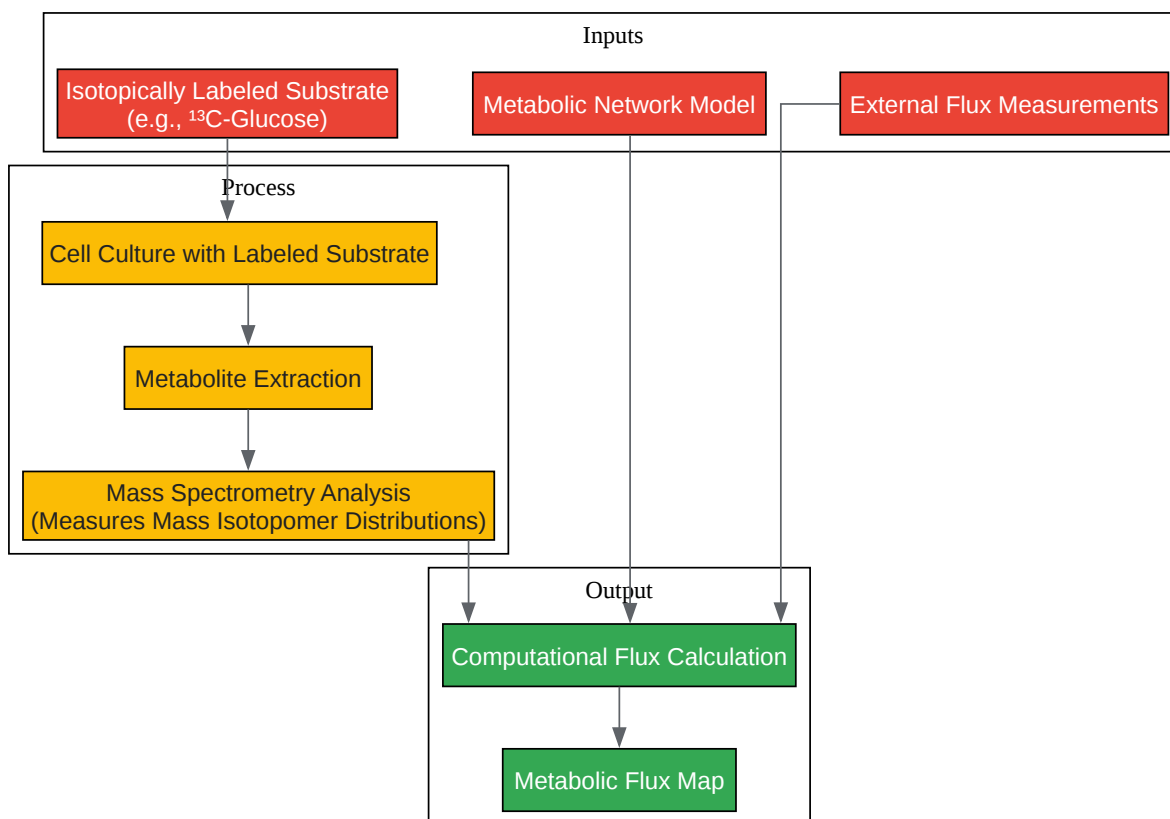 Inputs
Isotopically Labeled Substrate
(e.g., ¹³C-Glucose)
Metabolic Network Model
External Flux Measurements
Process
Cell Culture with Labeled Substrate
Metabolite Extraction
Mass Spectrometry Analysis
(Measures Mass Isotopomer Distributions)
Output
Computational Flux Calculation
Metabolic Flux Map